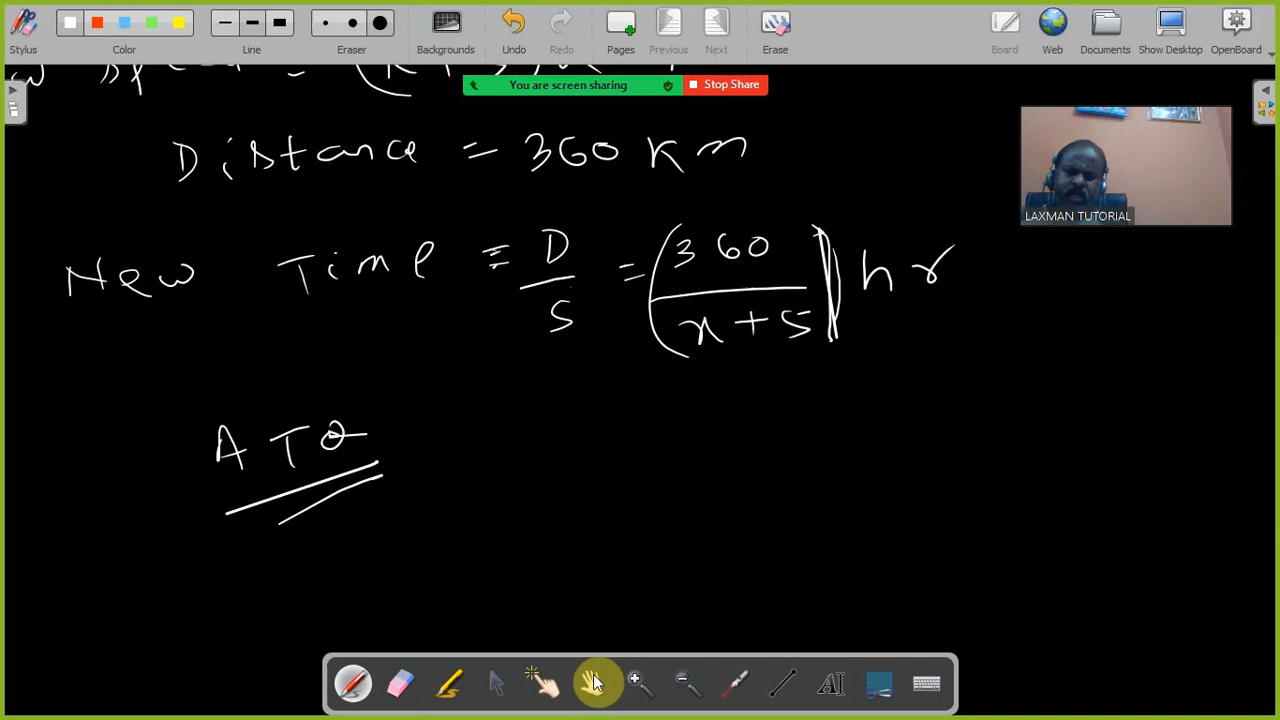 Stylus Color Line Eraser Backgrounds Undo Redo Pages Previous Next Erase Board Web Documents Show Desktop OpenBoard
You are screen sharing Stop Share
Distance = 360 km
LAXMAN TUTORIAL
New Time = D/S = (360/(x+5)) hr
ATQ
AI